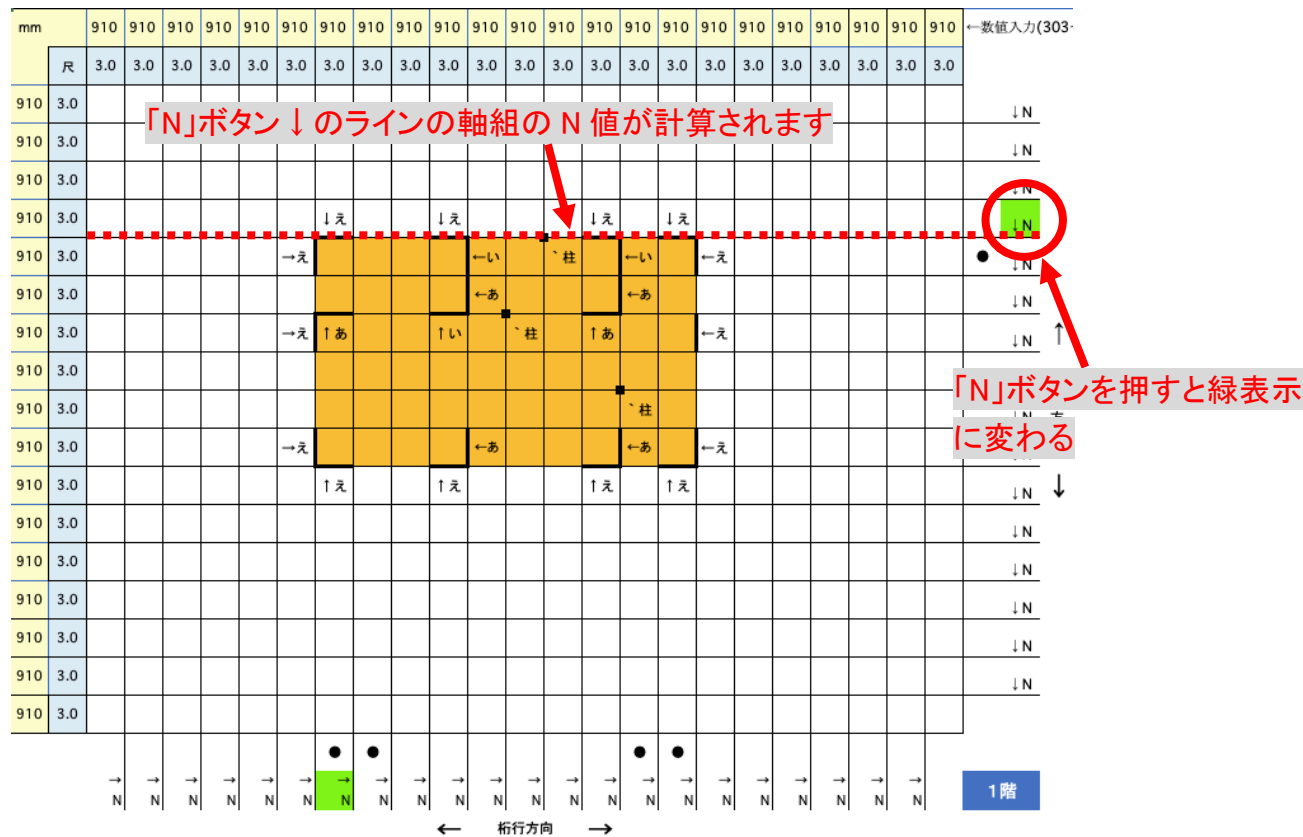 mm 910 910 910 910 910 910 910 910 910 910 910 910 910 910 910 910 910 910 910 910 910 910 910 ←数値入力(303-
尺 3.0 3.0 3.0 3.0 3.0 3.0 3.0 3.0 3.0 3.0 3.0 3.0 3.0 3.0 3.0 3.0 3.0 3.0 3.0 3.0 3.0 3.0 3.0
910 3.0 ↓N
「N」ボタン↓のラインの軸組の N 値が計算されます
910 3.0 ↓N
910 3.0 ↓N
910 3.0 ↓え ↓え ↓え ↓え ↓N
910 3.0 →え ←い `柱 ←い ←え ● ↓N
910 3.0 ←あ ←あ ↓N
910 3.0 →え ↑あ ↑い `柱 ↑あ ←え ↓N ↑
910 3.0
「N」ボタンを押すと緑表示
に変わる
910 3.0 `柱
910 3.0 →え ←あ ←あ ←え
910 3.0 ↑え ↑え ↑え ↑え ↓N ↓
910 3.0 ↓N
910 3.0 ↓N
910 3.0 ↓N
910 3.0 ↓N
910 3.0 ↓N
910 3.0
● ● ● ●
→ → → → → → → → → → → → → → → → → → → → → →
N N N N N N N N N N N N N N N N N N N N N N 1階
← 桁行方向 →